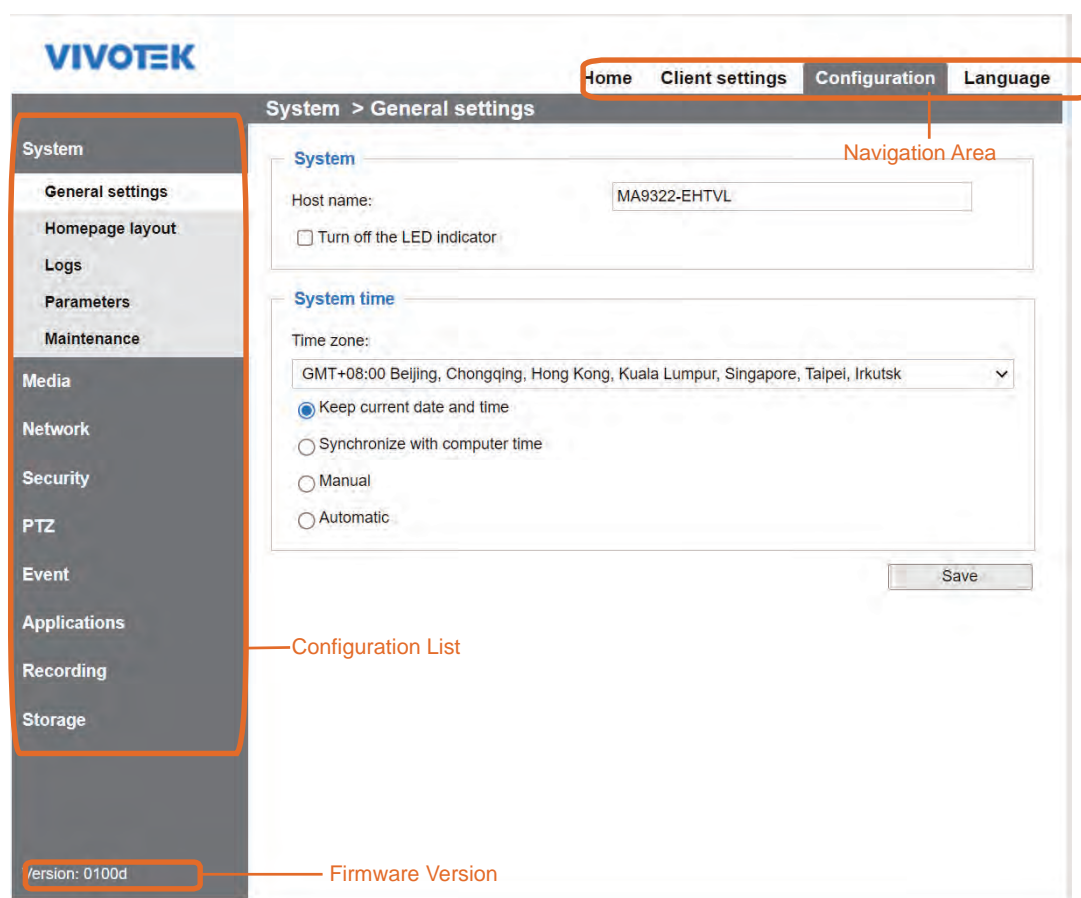 VIVOTEK
Home Client settings Configuration Language
System > General settings
Navigation Area
System
General settings
Homepage layout
Logs
Parameters
Maintenance
Media
Network
Security
PTZ
Event
Applications
Recording
Storage
Version: 0100d
System
Host name: MA9322-EHTVL
Turn off the LED indicator
System time
Time zone:
GMT+08:00 Beijing, Chongqing, Hong Kong, Kuala Lumpur, Singapore, Taipei, Irkutsk
Keep current date and time
Synchronize with computer time
Manual
Automatic
Save
Configuration List
Firmware Version